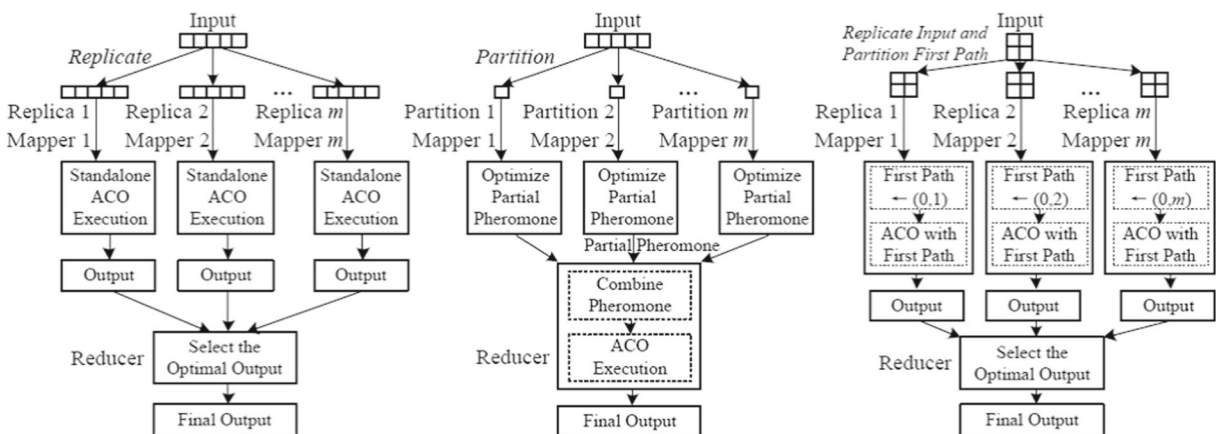 Input
Replicate
Replica 1 Replica 2 ... Replica m
Mapper 1 Mapper 2 Mapper m
Standalone
ACO
Execution
Standalone
ACO
Execution
Standalone
ACO
Execution
Output
Output
Output
Reducer
Select the
Optimal Output
Final Output
Input
Partition
Partition 1 Partition 2 ... Partition m
Mapper 1 Mapper 2 Mapper m
Optimize
Partial
Pheromone
Optimize
Partial
Pheromone
Optimize
Partial
Pheromone
Partial Pheromone
Combine
Pheromone
Reducer
ACO
Execution
Final Output
Input
Replicate Input and
Partition First Path
Replica 1 Replica 2 ... Replica m
Mapper 1 Mapper 2 Mapper m
First Path
← (0,1)
ACO with
First Path
First Path
← (0,2)
ACO with
First Path
First Path
← (0,m)
ACO with
First Path
Output
Output
Output
Reducer
Select the
Optimal Output
Final Output